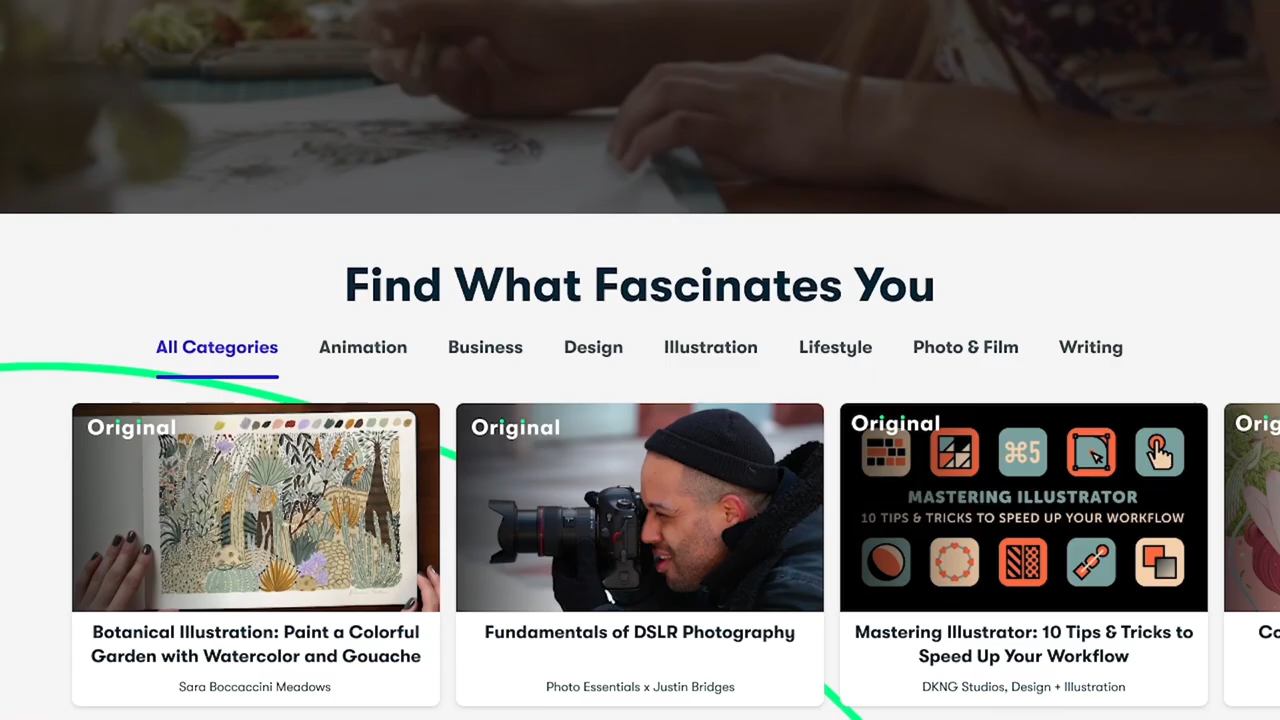 Find What Fascinates You
All Categories Animation Business Design Illustration Lifestyle Photo & Film Writing
Original
Original
Original
⌘5
MASTERING ILLUSTRATOR
10 TIPS & TRICKS TO SPEED UP YOUR WORKFLOW
Botanical Illustration: Paint a Colorful
Garden with Watercolor and Gouache
Sara Boccaccini Meadows
Fundamentals of DSLR Photography
Photo Essentials x Justin Bridges
Mastering Illustrator: 10 Tips & Tricks to
Speed Up Your Workflow
DKNG Studios, Design + Illustration